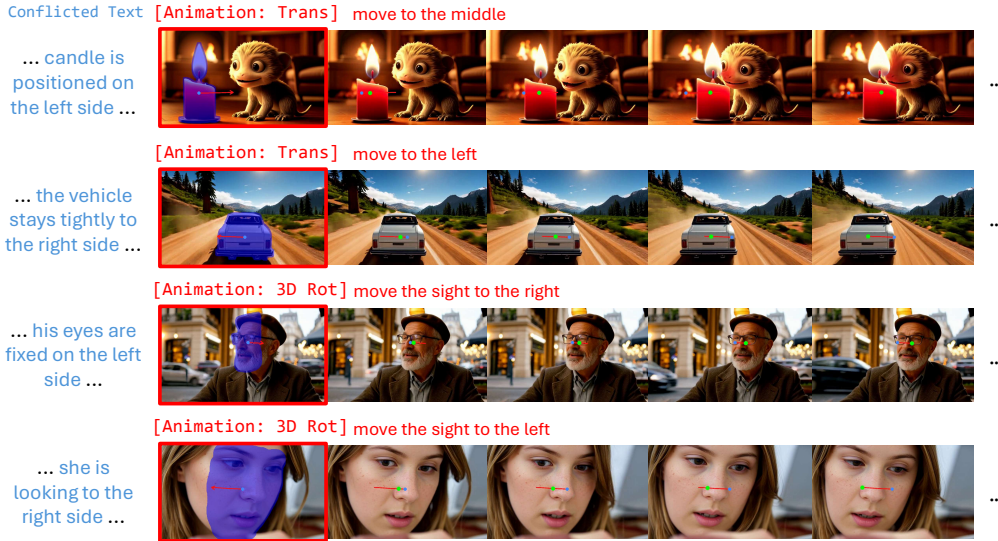 Conflicted Text [Animation: Trans] move to the middle
... candle is
positioned on
the left side ...
..
[Animation: Trans] move to the left
... the vehicle
stays tightly to
the right side ...
..
[Animation: 3D Rot] move the sight to the right
... his eyes are
fixed on the left
side ...
..
[Animation: 3D Rot] move the sight to the left
... she is
looking to the
right side ...
..